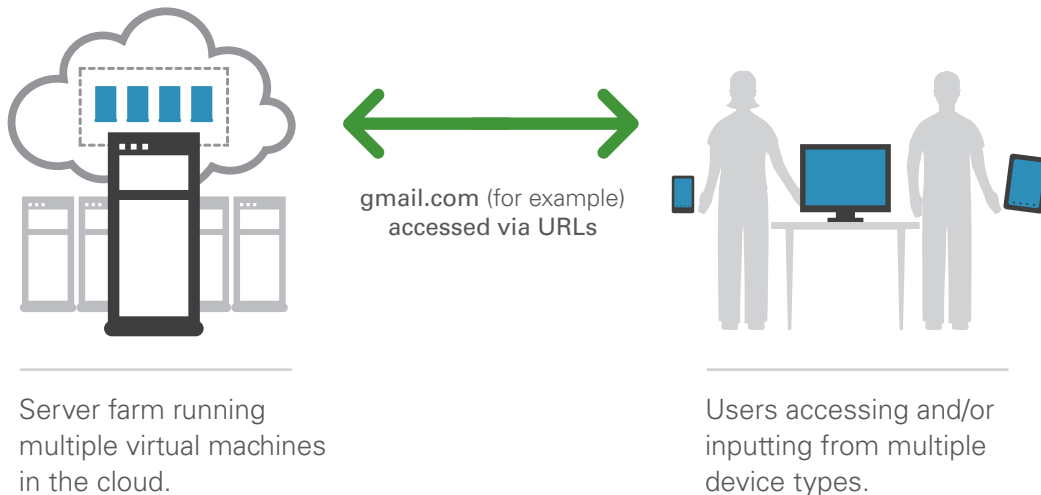 gmail.com (for example)
accessed via URLs
Server farm running
multiple virtual machines
in the cloud.
Users accessing and/or
inputting from multiple
device types.